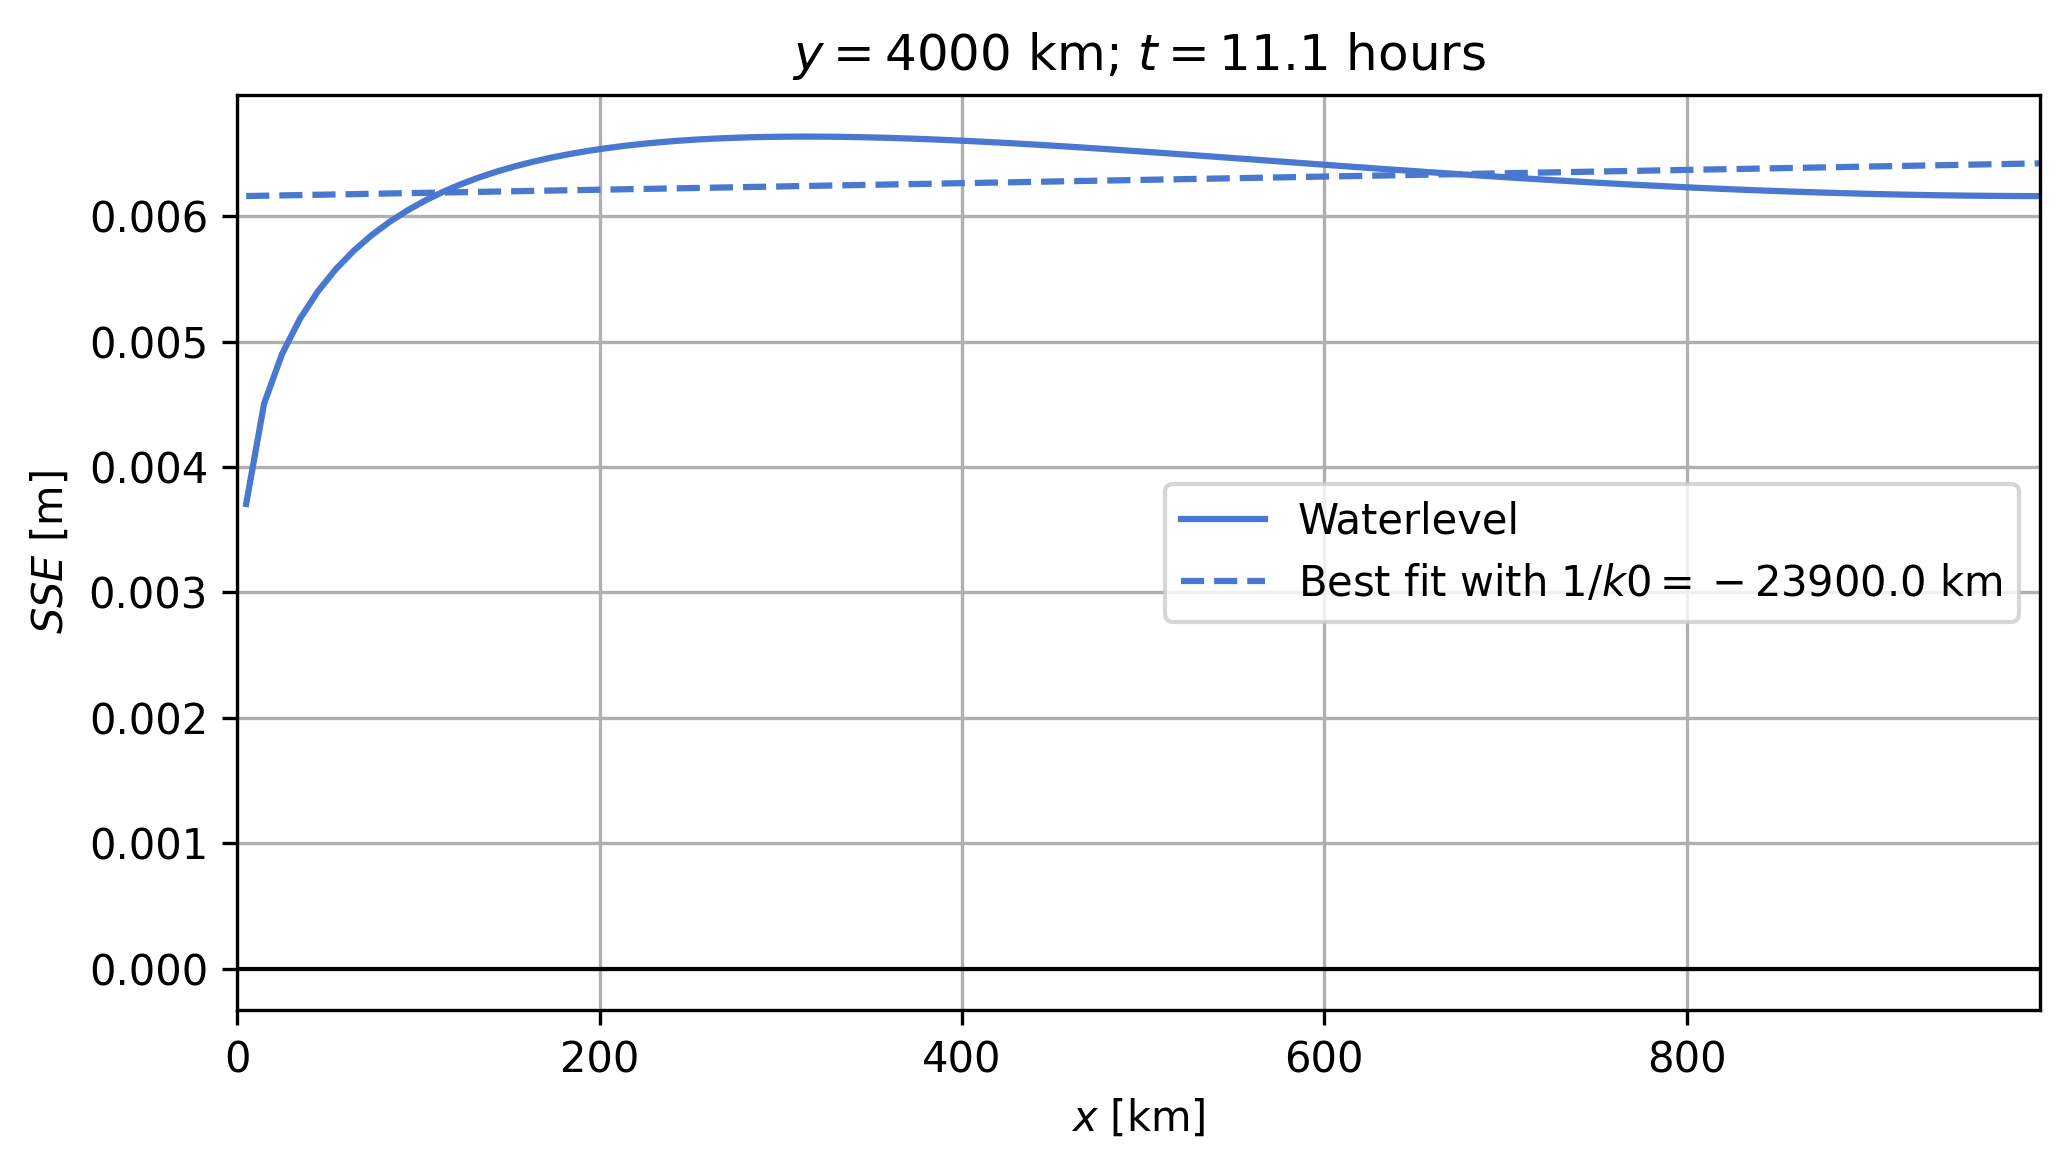 y = 4000 km; t = 11.1 hours
SSE [m]
0.006
0.005
0.004
0.003
0.002
0.001
0.000
Waterlevel
Best fit with 1/k0 = −23900.0 km
0 200 400 600 800
x [km]